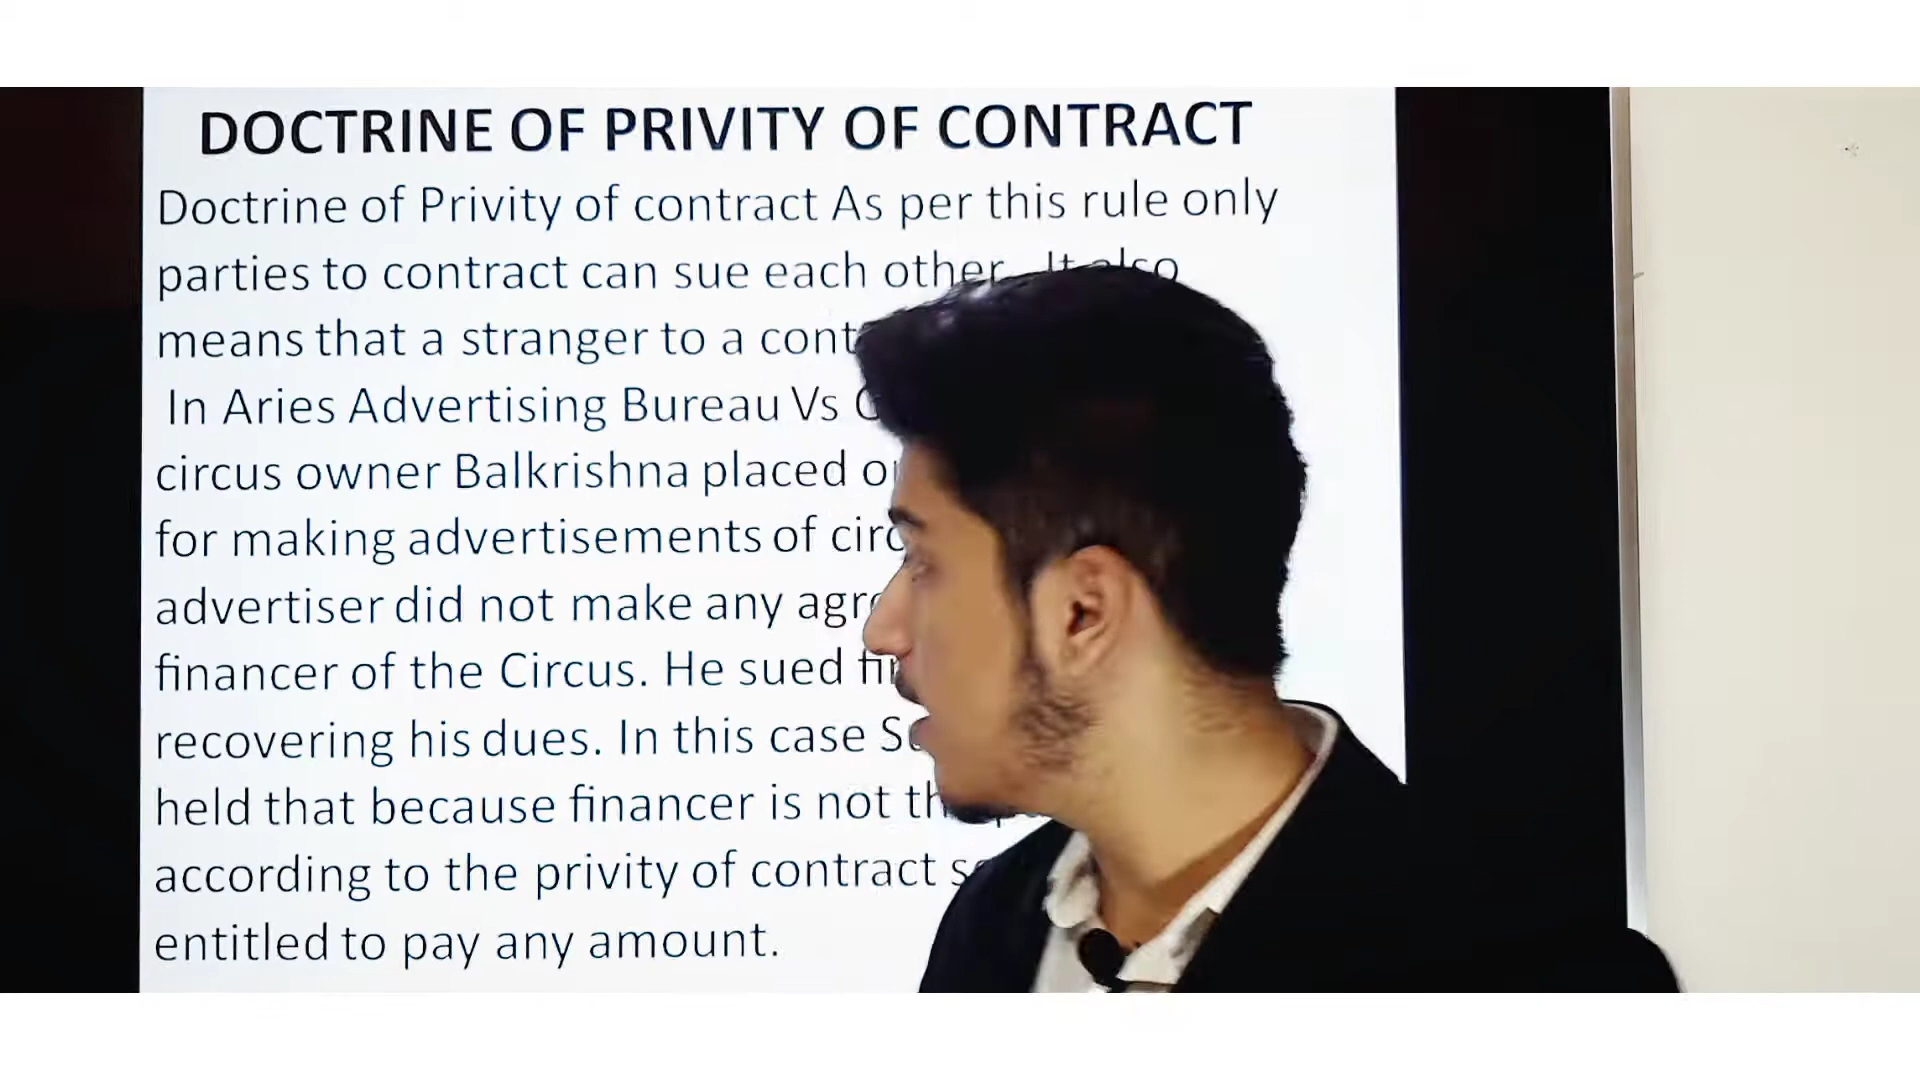 DOCTRINE OF PRIVITY OF CONTRACT
Doctrine of Privity of contract As per this rule only
parties to contract can sue each other. It also
means that a stranger to a
In Aries Advertising Bureau Vs
circus owner Balkrishna placed
for making advertisements of
advertiser did not make any
financer of the Circus. He sued
recovering his dues. In this case
held that because financer is not
according to the privity of contract
entitled to pay any amount.